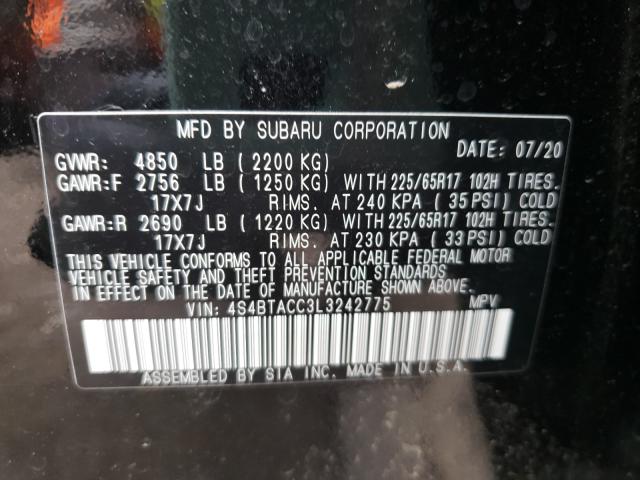 MFD BY SUBARU CORPORATION
DATE: 07/20
GVWR: 4850 LB (2200 KG)
GAWR:F 2756 LB (1250 KG) WITH 225/65R17 102H TIRES.
17X7J RIMS. AT 240 KPA (35 PSI) COLD
GAWR:R 2690 LB (1220 KG) WITH 225/65R17 102H TIRES.
17X7J RIMS. AT 230 KPA (33 PSI) COLD
THIS VEHICLE CONFORMS TO ALL APPLICABLE FEDERAL MOTOR
VEHICLE SAFETY AND THEFT PREVENTION STANDARDS
IN EFFECT ON THE DATE OF MANUFACTURE SHOWN ABOVE.
VIN: 4S4BTACC3L3242775 MPV
ASSEMBLED BY SIA INC. MADE IN U.S.A.